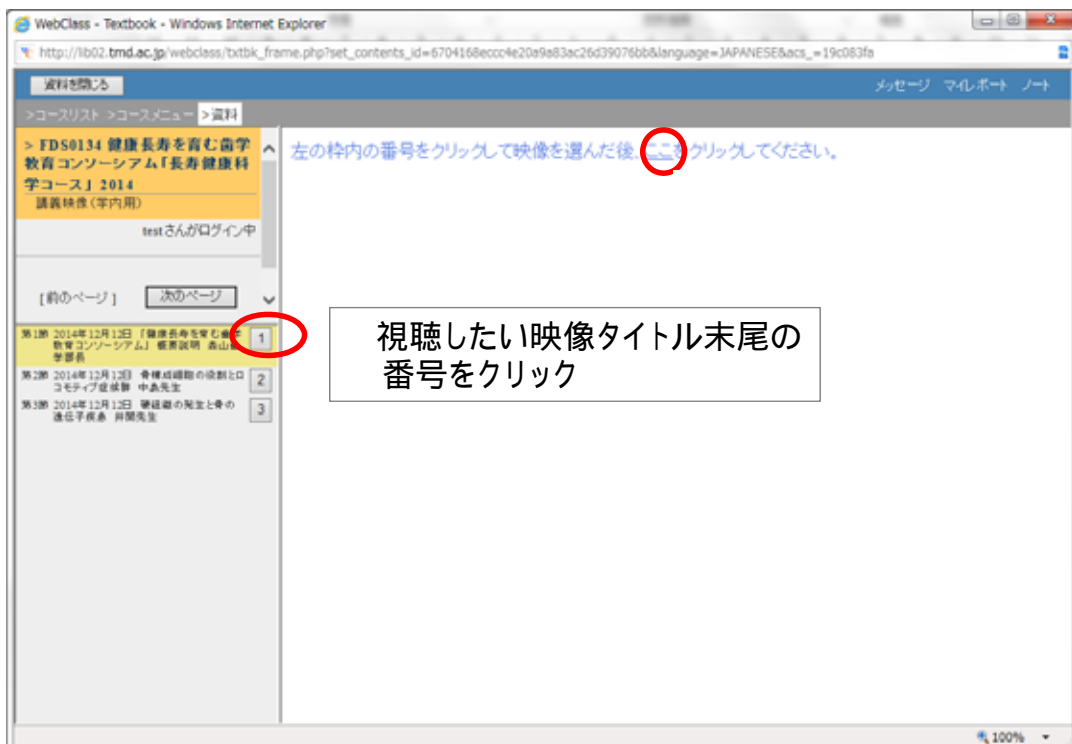 WebClass - Textbook - Windows Internet Explorer
http://lib02.tmd.ac.jp/webclass/txtbk_frame.php?set_contents_id=6704168eccc4e20a9a83ac26d39076bb&language=JAPANESE&acs_=19c083fa
資料を閉じる
メッセージ マイレポート ノート
>コースリスト >コースメニュー >資料
> FDS0134 健康長寿を育む歯学
教育コンソーシアム「長寿健康科
学コース」2014
講義映像(学内用)
testさんがログイン中
[前のページ] 次のページ
左の枠内の番号をクリックして映像を選んだ後、ここをクリックしてください。
第1節 2014年12月12日 「健康長寿を育む歯学
教育コンソーシアム」 概要説明 森山
学部長
1
第2節 2014年12月12日 骨構成細胞の役割とロ
コモティブ症候群 中島先生
2
第3節 2014年12月12日 硬組織の発生と骨の
遺伝子疾患 井関先生
3
視聴したい映像タイトル末尾の
番号をクリック
100%